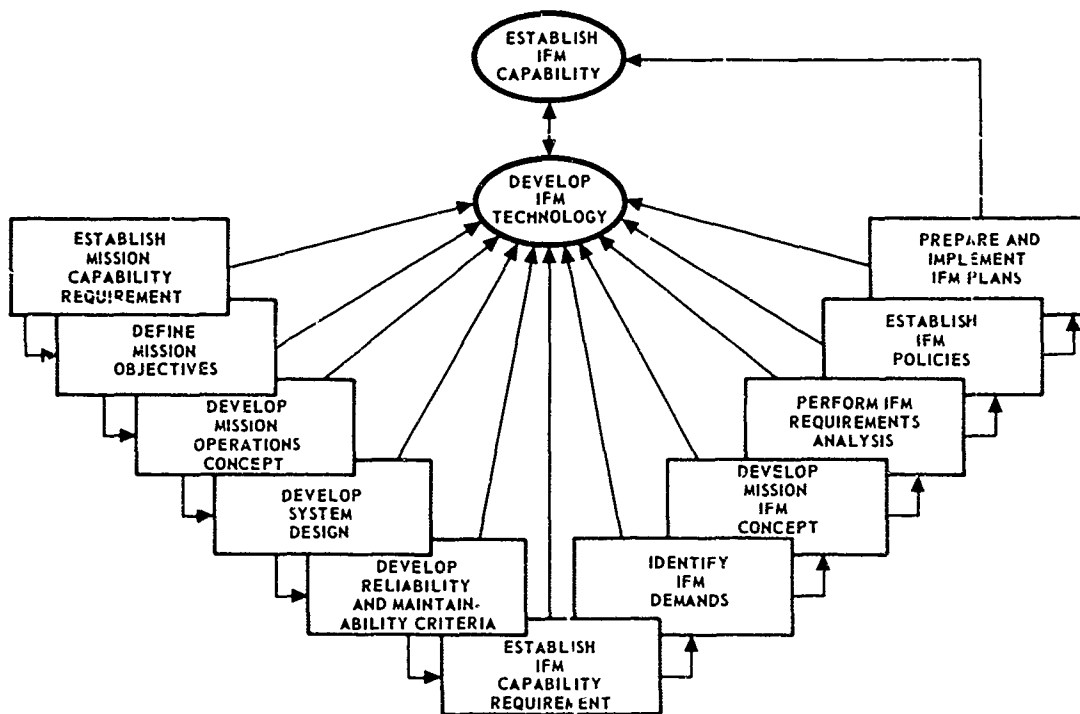 ESTABLISH
IFM
CAPABILITY
DEVELOP
IFM
TECHNOLOGY
ESTABLISH
MISSION
CAPABILITY
REQUIREMENT
DEFINE
MISSION
OBJECTIVES
DEVELOP
MISSION
OPERATIONS
CONCEPT
DEVELOP
SYSTEM
DESIGN
DEVELOP
RELIABILITY
AND MAINTAIN-
ABILITY CRITERIA
ESTABLISH
IFM
CAPABILITY
REQUIREMENT
IDENTIFY
IFM
DEMANDS
DEVELOP
MISSION
IFM
CONCEPT
PERFORM IFM
REQUIREMENTS
ANALYSIS
ESTABLISH
IFM
POLICIES
PREPARE AND
IMPLEMENT
IFM PLANS